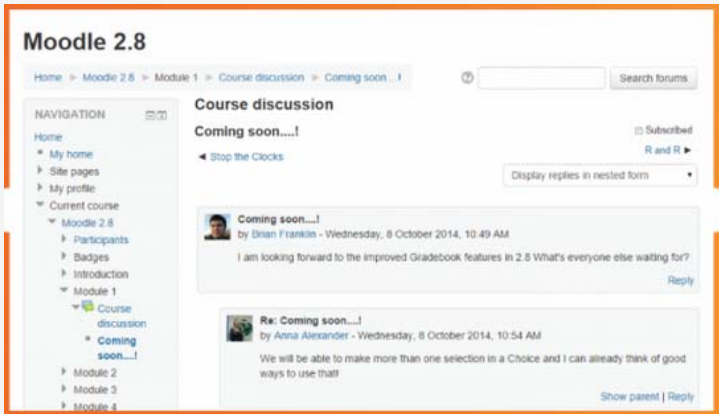 Moodle 2.8
Home ► Moodle 2.8 ► Module 1 ► Course discussion ► Coming soon....!
Search forums
NAVIGATION
Home
My home
Site pages
My profile
Current course
Moodle 2.8
Participants
Badges
Introduction
Module 1
Course
discussion
Coming
soon....!
Module 2
Module 3
Module 4
Course discussion
Coming soon....!
Subscribed
◄ Stop the Clocks
R and R ►
Display replies in nested form
Coming soon....!
by Brian Franklin - Wednesday, 8 October 2014, 10:49 AM
I am looking forward to the improved Gradebook features in 2.8 What's everyone else waiting for?
Reply
Re: Coming soon....!
by Anna Alexander - Wednesday, 8 October 2014, 10:54 AM
We will be able to make more than one selection in a Choice and I can already think of good
ways to use that!
Show parent | Reply